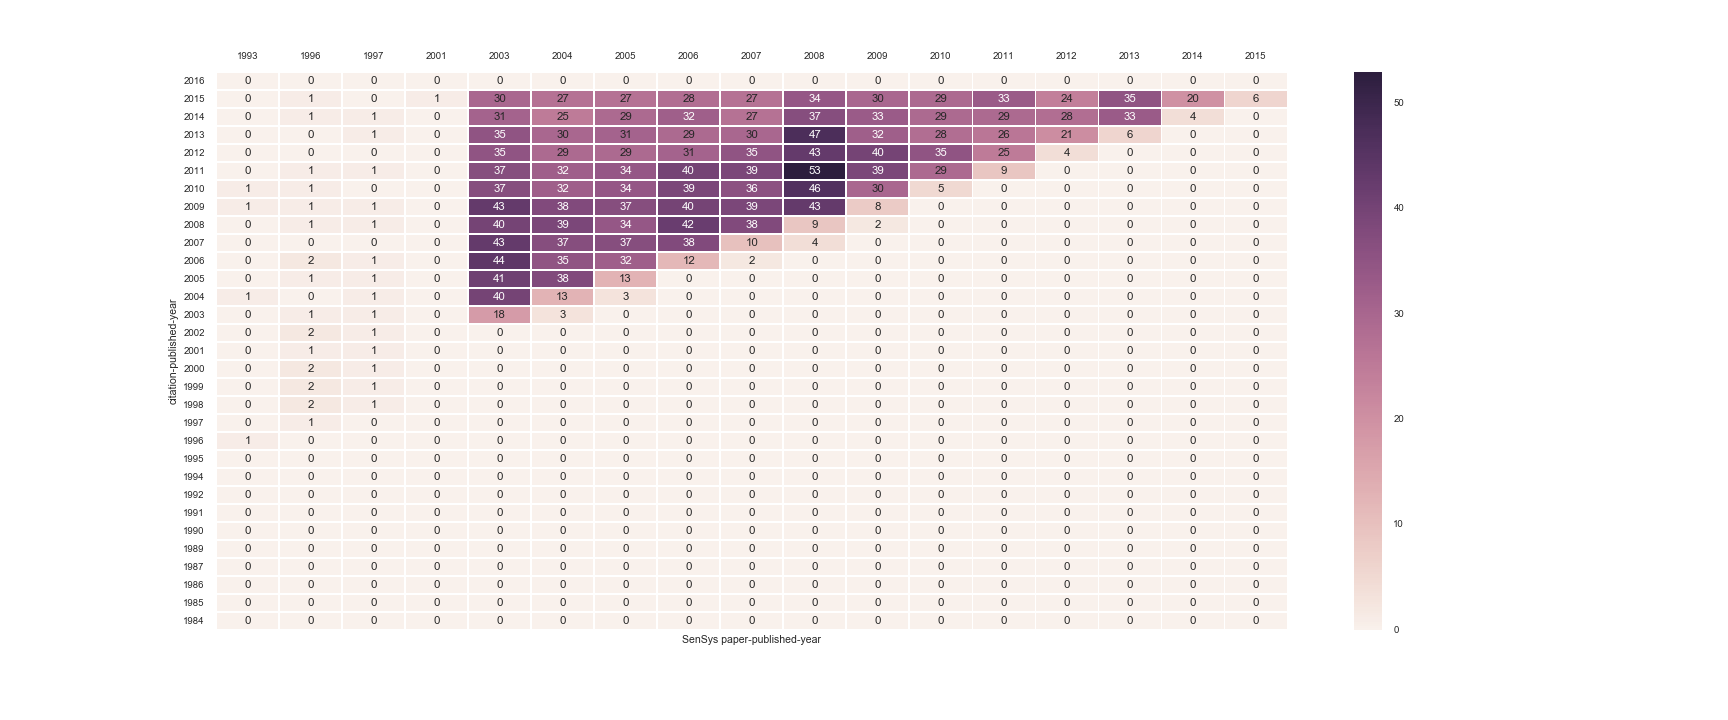 1993 1996 1997 2001 2003 2004 2005 2006 2007 2008 2009 2010 2011 2012 2013 2014 2015
2016 0 0 0 0 0 0 0 0 0 0 0 0 0 0 0 0 0
2015 0 1 0 1 30 27 27 28 27 34 30 29 33 24 35 20 6
2014 0 1 1 0 31 25 29 32 27 37 33 29 29 28 33 4 0
2013 0 0 1 0 35 30 31 29 30 47 32 28 26 21 6 0 0
2012 0 0 0 0 35 29 29 31 35 43 40 35 25 4 0 0 0
2011 0 1 1 0 37 32 34 40 39 53 39 29 9 0 0 0 0
2010 1 1 0 0 37 32 34 39 36 46 30 5 0 0 0 0 0
2009 1 1 1 0 43 38 37 40 39 43 8 0 0 0 0 0 0
2008 0 1 1 0 40 39 34 42 38 9 2 0 0 0 0 0 0
2007 0 0 0 0 43 37 37 38 10 4 0 0 0 0 0 0 0
2006 0 2 1 0 44 35 32 12 2 0 0 0 0 0 0 0 0
2005 0 1 1 0 41 38 13 0 0 0 0 0 0 0 0 0 0
2004 1 0 1 0 40 13 3 0 0 0 0 0 0 0 0 0 0
2003 0 1 1 0 18 3 0 0 0 0 0 0 0 0 0 0 0
2002 0 2 1 0 0 0 0 0 0 0 0 0 0 0 0 0 0
2001 0 1 1 0 0 0 0 0 0 0 0 0 0 0 0 0 0
2000 0 2 1 0 0 0 0 0 0 0 0 0 0 0 0 0 0
1999 0 2 1 0 0 0 0 0 0 0 0 0 0 0 0 0 0
1998 0 2 1 0 0 0 0 0 0 0 0 0 0 0 0 0 0
1997 0 1 0 0 0 0 0 0 0 0 0 0 0 0 0 0 0
1996 1 0 0 0 0 0 0 0 0 0 0 0 0 0 0 0 0
1995 0 0 0 0 0 0 0 0 0 0 0 0 0 0 0 0 0
1994 0 0 0 0 0 0 0 0 0 0 0 0 0 0 0 0 0
1992 0 0 0 0 0 0 0 0 0 0 0 0 0 0 0 0 0
1991 0 0 0 0 0 0 0 0 0 0 0 0 0 0 0 0 0
1990 0 0 0 0 0 0 0 0 0 0 0 0 0 0 0 0 0
1989 0 0 0 0 0 0 0 0 0 0 0 0 0 0 0 0 0
1987 0 0 0 0 0 0 0 0 0 0 0 0 0 0 0 0 0
1986 0 0 0 0 0 0 0 0 0 0 0 0 0 0 0 0 0
1985 0 0 0 0 0 0 0 0 0 0 0 0 0 0 0 0 0
1984 0 0 0 0 0 0 0 0 0 0 0 0 0 0 0 0 0
citation-published-year
SenSys paper-published-year
50
40
30
20
10
0